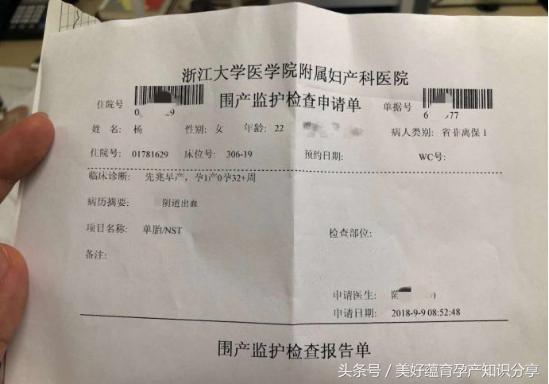 浙江大学医学院附属妇产科医院
围产监护检查申请单
住院号 0 29 单据号 6 77
姓名: 杨 性别: 女 年龄: 22 病人类别: 省非离保1
住院号: 01781629 床位号: 306-19 预约日期: WC号:
临床诊断: 先兆早产, 孕1产0孕32+周
病历摘要: 阴道出血
项目名称: 单胎/NST 检查部位:
备注:
申请医生: 陈
申请日期: 2018-9-9 08:52:48
围产监护检查报告单
头条号 / 美好蕴育孕产知识分享